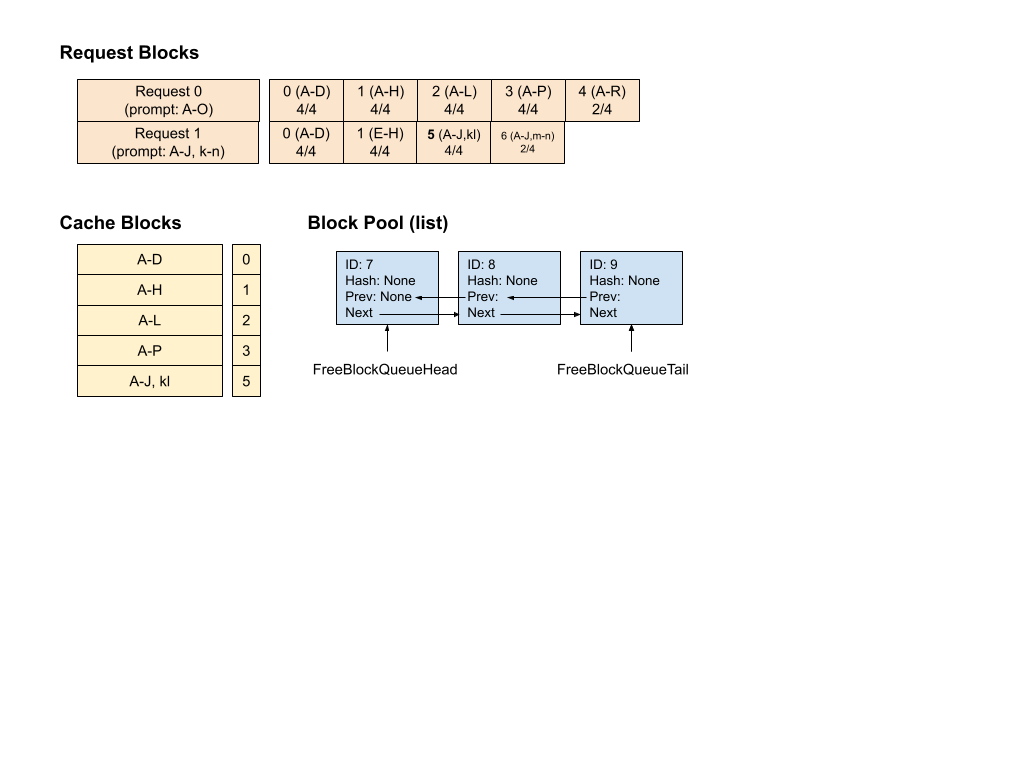 Request Blocks
Request 0
(prompt: A-O)
0 (A-D)
4/4
1 (A-H)
4/4
2 (A-L)
4/4
3 (A-P)
4/4
4 (A-R)
2/4
Request 1
(prompt: A-J, k-n)
0 (A-D)
4/4
1 (E-H)
4/4
5 (A-J,kl)
4/4
6 (A-J,m-n)
2/4
Cache Blocks
A-D 0
A-H 1
A-L 2
A-P 3
A-J, kl 5
Block Pool (list)
ID: 7
Hash: None
Prev: None
Next
ID: 8
Hash: None
Prev:
Next
ID: 9
Hash: None
Prev:
Next
FreeBlockQueueHead
FreeBlockQueueTail